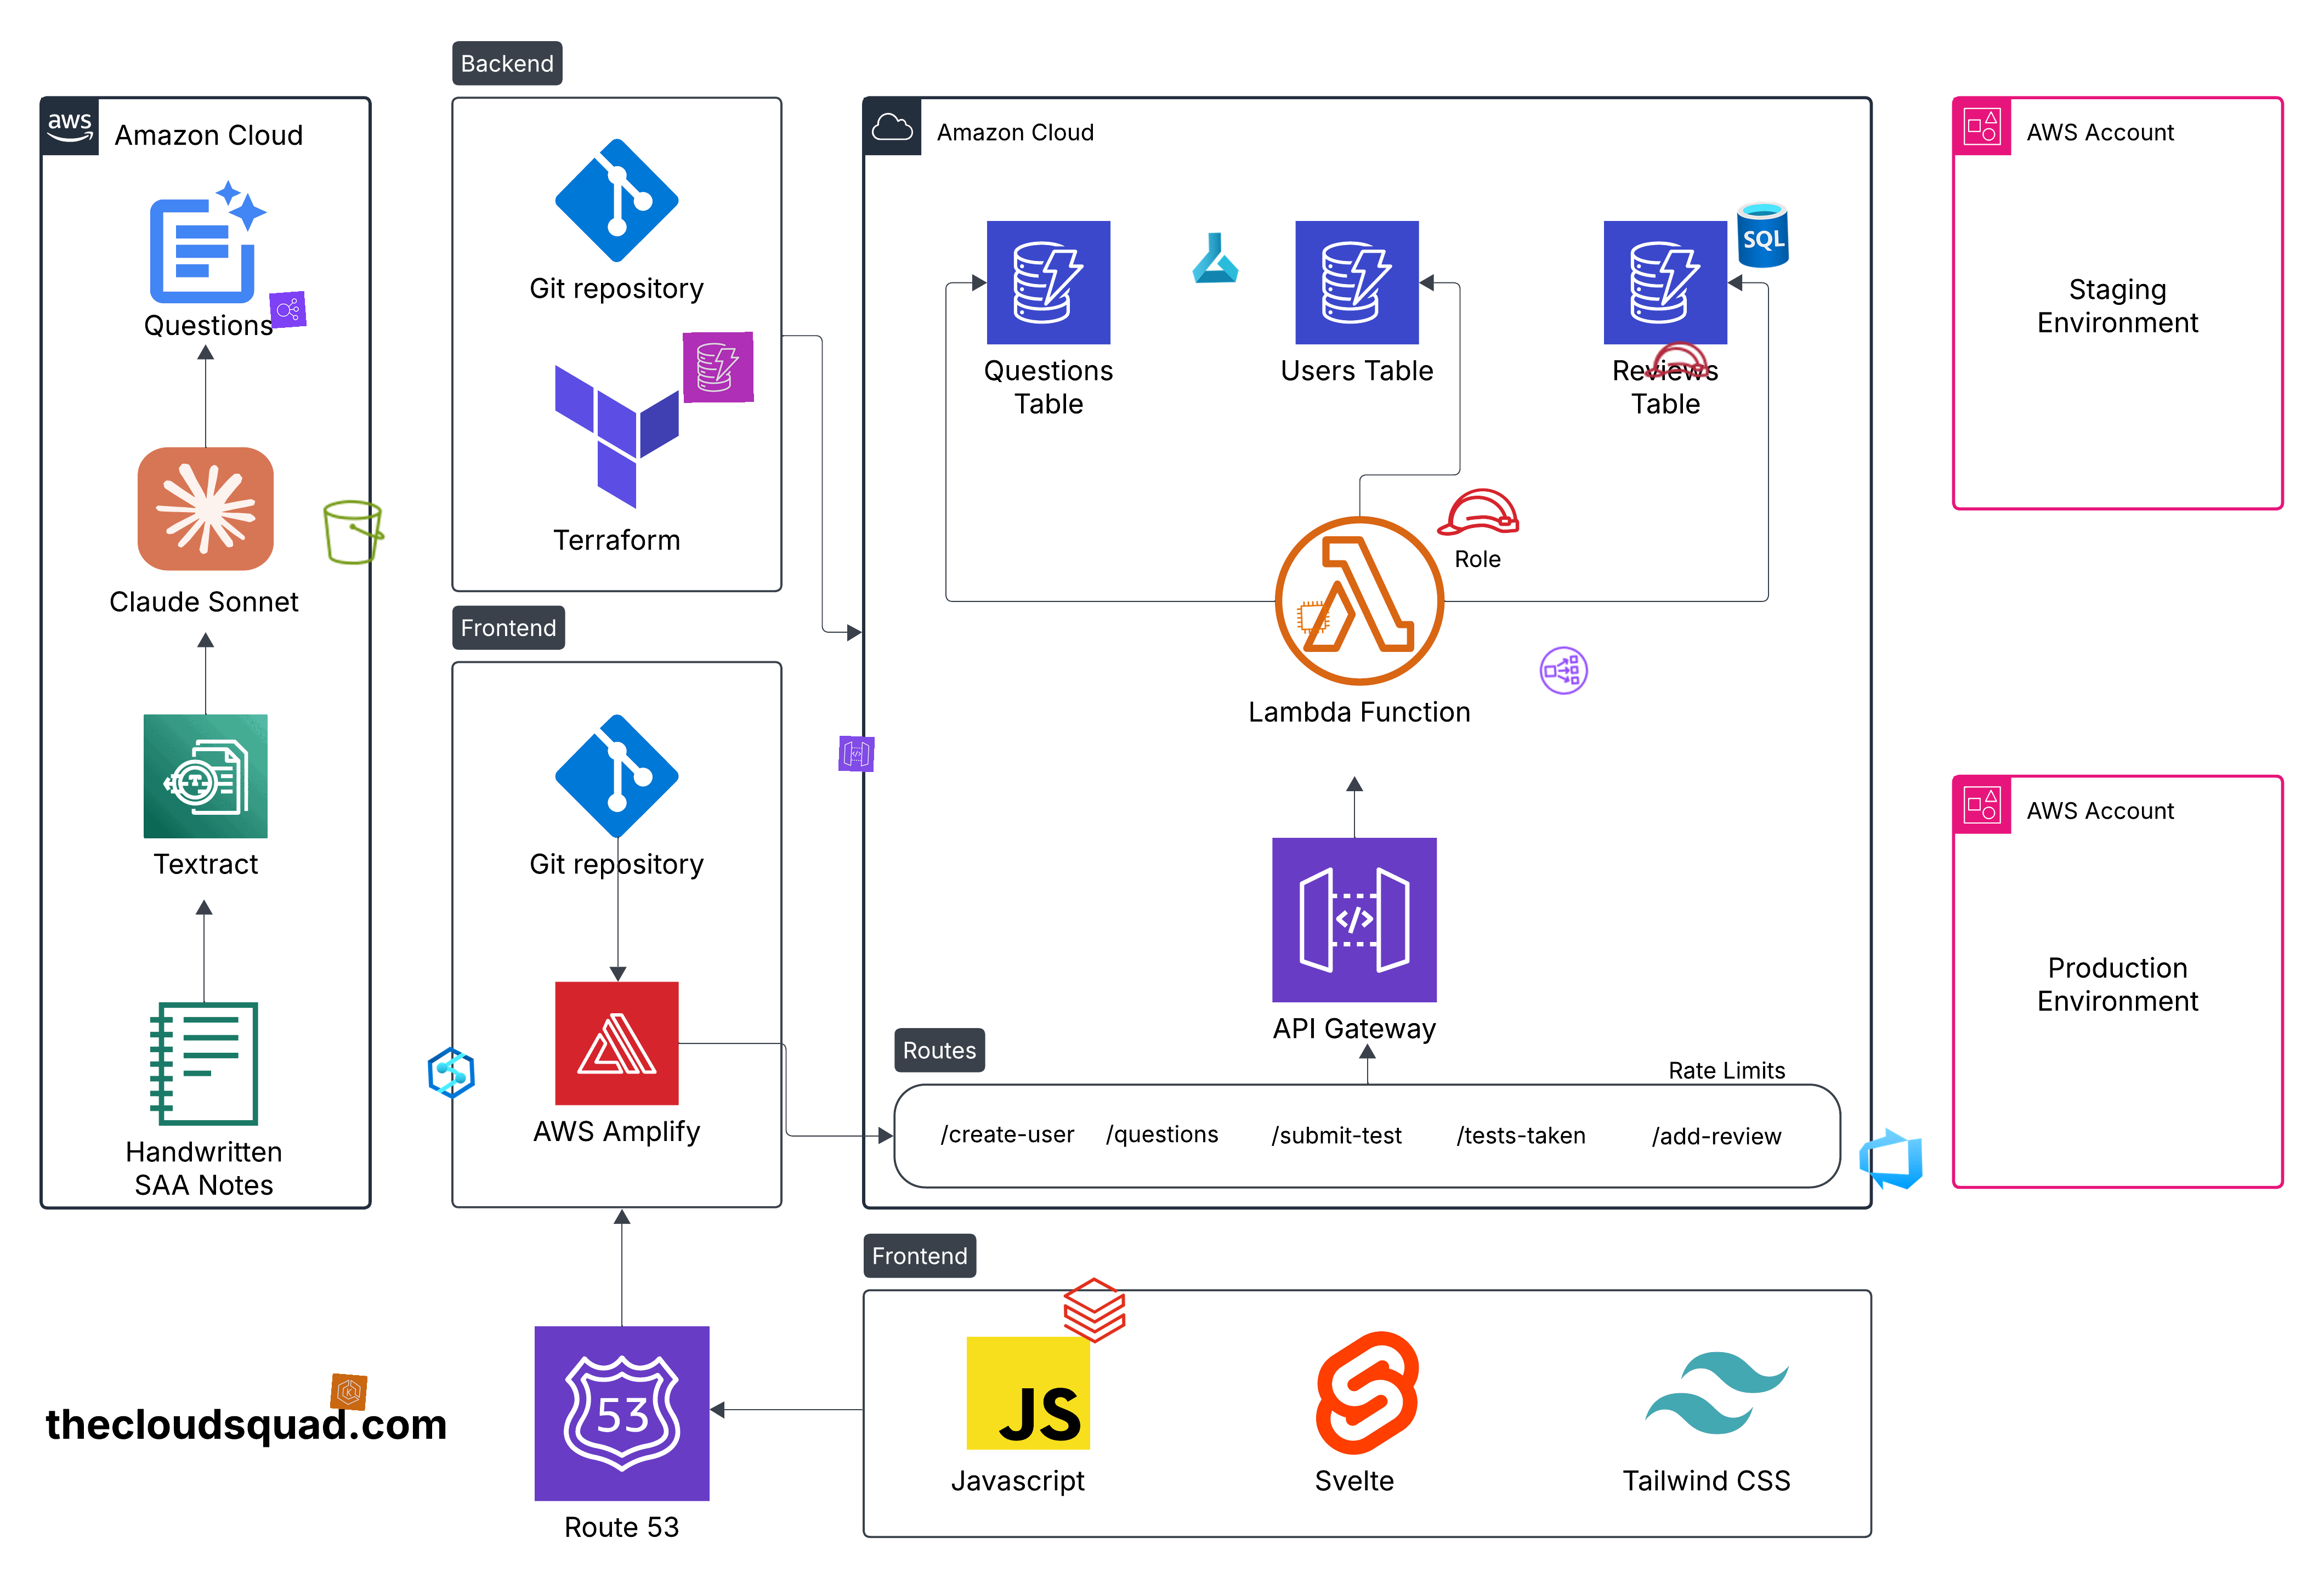 Backend
aws
Amazon Cloud
Questions
Claude Sonnet
Textract
Handwritten
SAA Notes
Git repository
Terraform
Frontend
Git repository
AWS Amplify
Amazon Cloud
Questions
Table
Users Table
Reviews
Table
SQL
Role
Lambda Function
API Gateway
Routes
Rate Limits
/create-user /questions /submit-test /tests-taken /add-review
AWS Account
Staging
Environment
AWS Account
Production
Environment
Frontend
JS
Javascript
Svelte
Tailwind CSS
53
Route 53
thecloudsquad.com